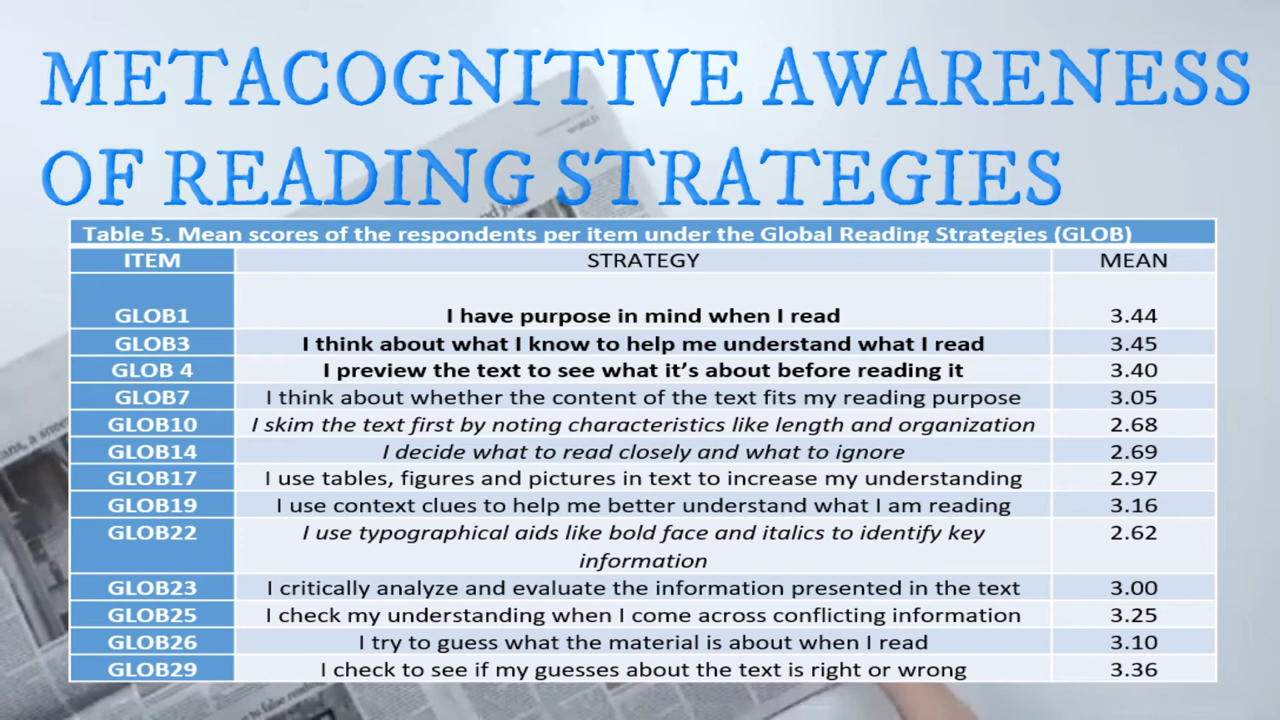 METACOGNITIVE AWARENESS
OF READING STRATEGIES
WORLD
Table 5. Mean scores of the respondents per item under the Global Reading Strategies (GLOB)
ITEM STRATEGY MEAN
GLOB1 I have purpose in mind when I read 3.44
GLOB3 I think about what I know to help me understand what I read 3.45
GLOB 4 I preview the text to see what it’s about before reading it 3.40
GLOB7 I think about whether the content of the text fits my reading purpose 3.05
GLOB10 I skim the text first by noting characteristics like length and organization 2.68
GLOB14 I decide what to read closely and what to ignore 2.69
GLOB17 I use tables, figures and pictures in text to increase my understanding 2.97
GLOB19 I use context clues to help me better understand what I am reading 3.16
GLOB22 I use typographical aids like bold face and italics to identify key 2.62
information
GLOB23 I critically analyze and evaluate the information presented in the text 3.00
GLOB25 I check my understanding when I come across conflicting information 3.25
GLOB26 I try to guess what the material is about when I read 3.10
GLOB29 I check to see if my guesses about the text is right or wrong 3.36